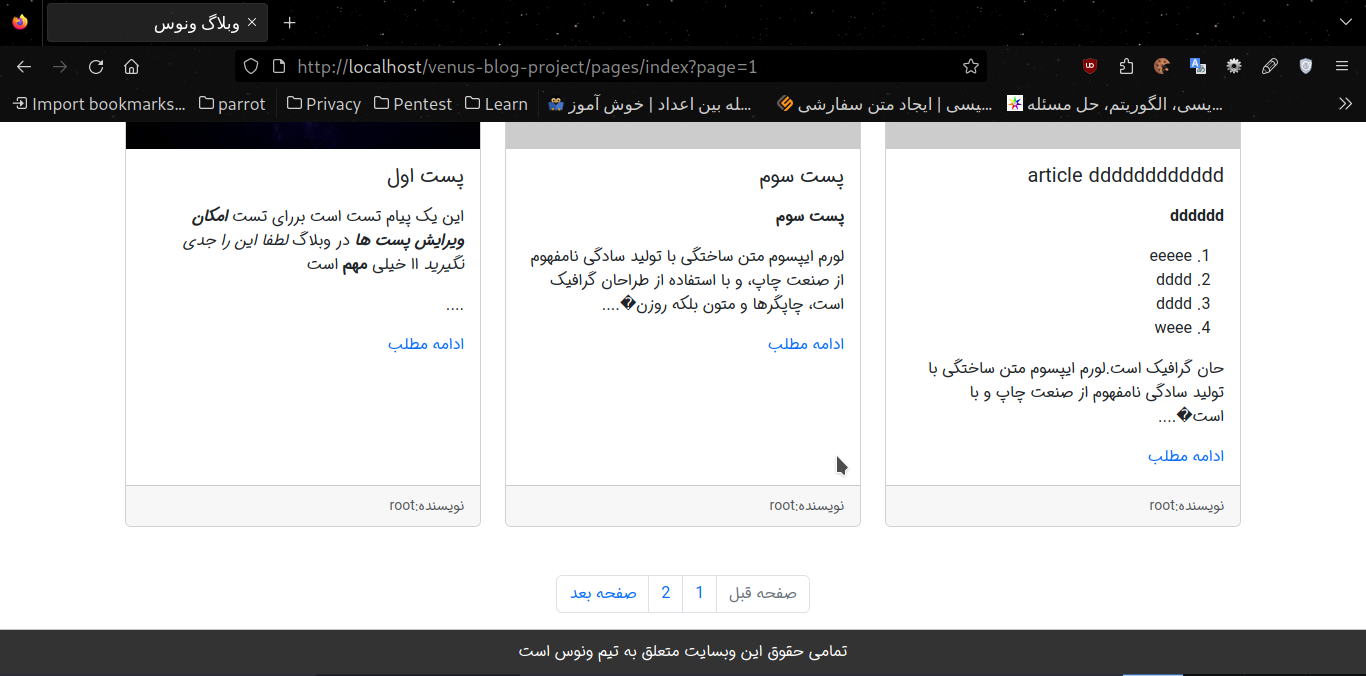 وبلاگ ونوس
http://localhost/venus-blog-project/pages/index?page=1
Import bookmarks...
parrot
Privacy
Pentest
Learn
...له بین اعداد | خوش آموز
...یسی | ایجاد متن سفارشی
...یسی، الگوریتم، حل مسئله
article dddddddddddd
dddddd
1. eeeee
2. dddd
3. dddd
4. weee
حان گرافیک است.لورم ایپسوم متن ساختگی با
تولید سادگی نامفهوم از صنعت چاپ و با
است�....
ادامه مطلب
نویسنده:root
پست سوم
پست سوم
لورم ایپسوم متن ساختگی با تولید سادگی نامفهوم
از صنعت چاپ، و با استفاده از طراحان گرافیک
است، چاپگرها و متون بلکه روزن�....
ادامه مطلب
نویسنده:root
پست اول
این یک پیام تست است بررای تست امکان
ویرایش پست ها در وبلاگ لطفا این را جدی
نگیرید اا خیلی مهم است
....
ادامه مطلب
نویسنده:root
صفحه قبل
1
2
صفحه بعد
تمامی حقوق این وبسایت متعلق به تیم ونوس است